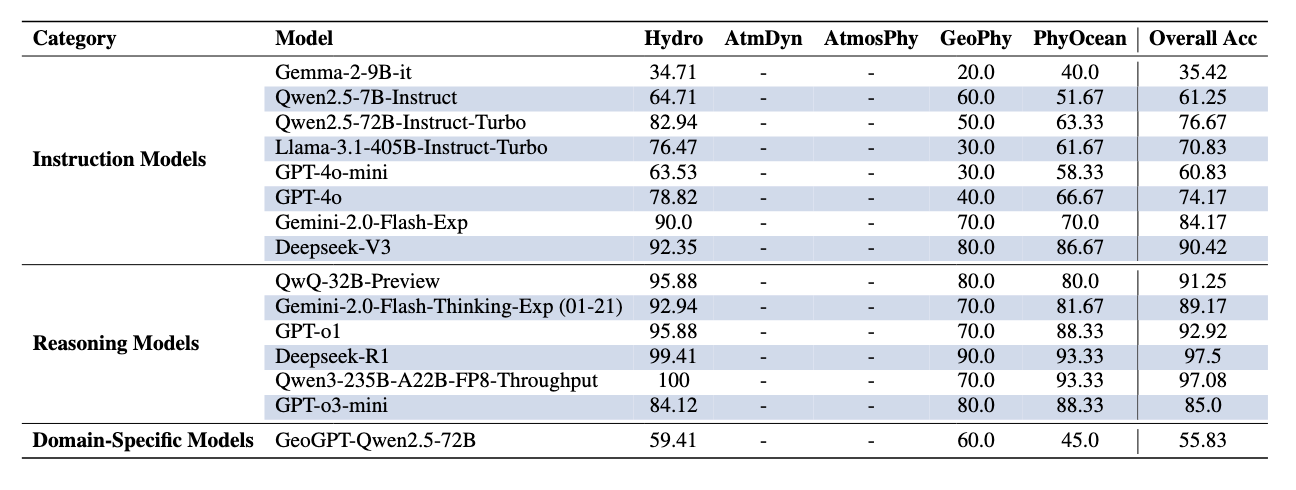 Category Model Hydro AtmDyn AtmosPhy GeoPhy PhyOcean Overall Acc
Gemma-2-9B-it 34.71 - - 20.0 40.0 35.42
Qwen2.5-7B-Instruct 64.71 - - 60.0 51.67 61.25
Qwen2.5-72B-Instruct-Turbo 82.94 - - 50.0 63.33 76.67
Llama-3.1-405B-Instruct-Turbo 76.47 - - 30.0 61.67 70.83
Instruction Models
GPT-4o-mini 63.53 - - 30.0 58.33 60.83
GPT-4o 78.82 - - 40.0 66.67 74.17
Gemini-2.0-Flash-Exp 90.0 - - 70.0 70.0 84.17
Deepseek-V3 92.35 - - 80.0 86.67 90.42
QwQ-32B-Preview 95.88 - - 80.0 80.0 91.25
Gemini-2.0-Flash-Thinking-Exp (01-21) 92.94 - - 70.0 81.67 89.17
GPT-o1 95.88 - - 70.0 88.33 92.92
Reasoning Models
Deepseek-R1 99.41 - - 90.0 93.33 97.5
Qwen3-235B-A22B-FP8-Throughput 100 - - 70.0 93.33 97.08
GPT-o3-mini 84.12 - - 80.0 88.33 85.0
Domain-Specific Models GeoGPT-Qwen2.5-72B 59.41 - - 60.0 45.0 55.83